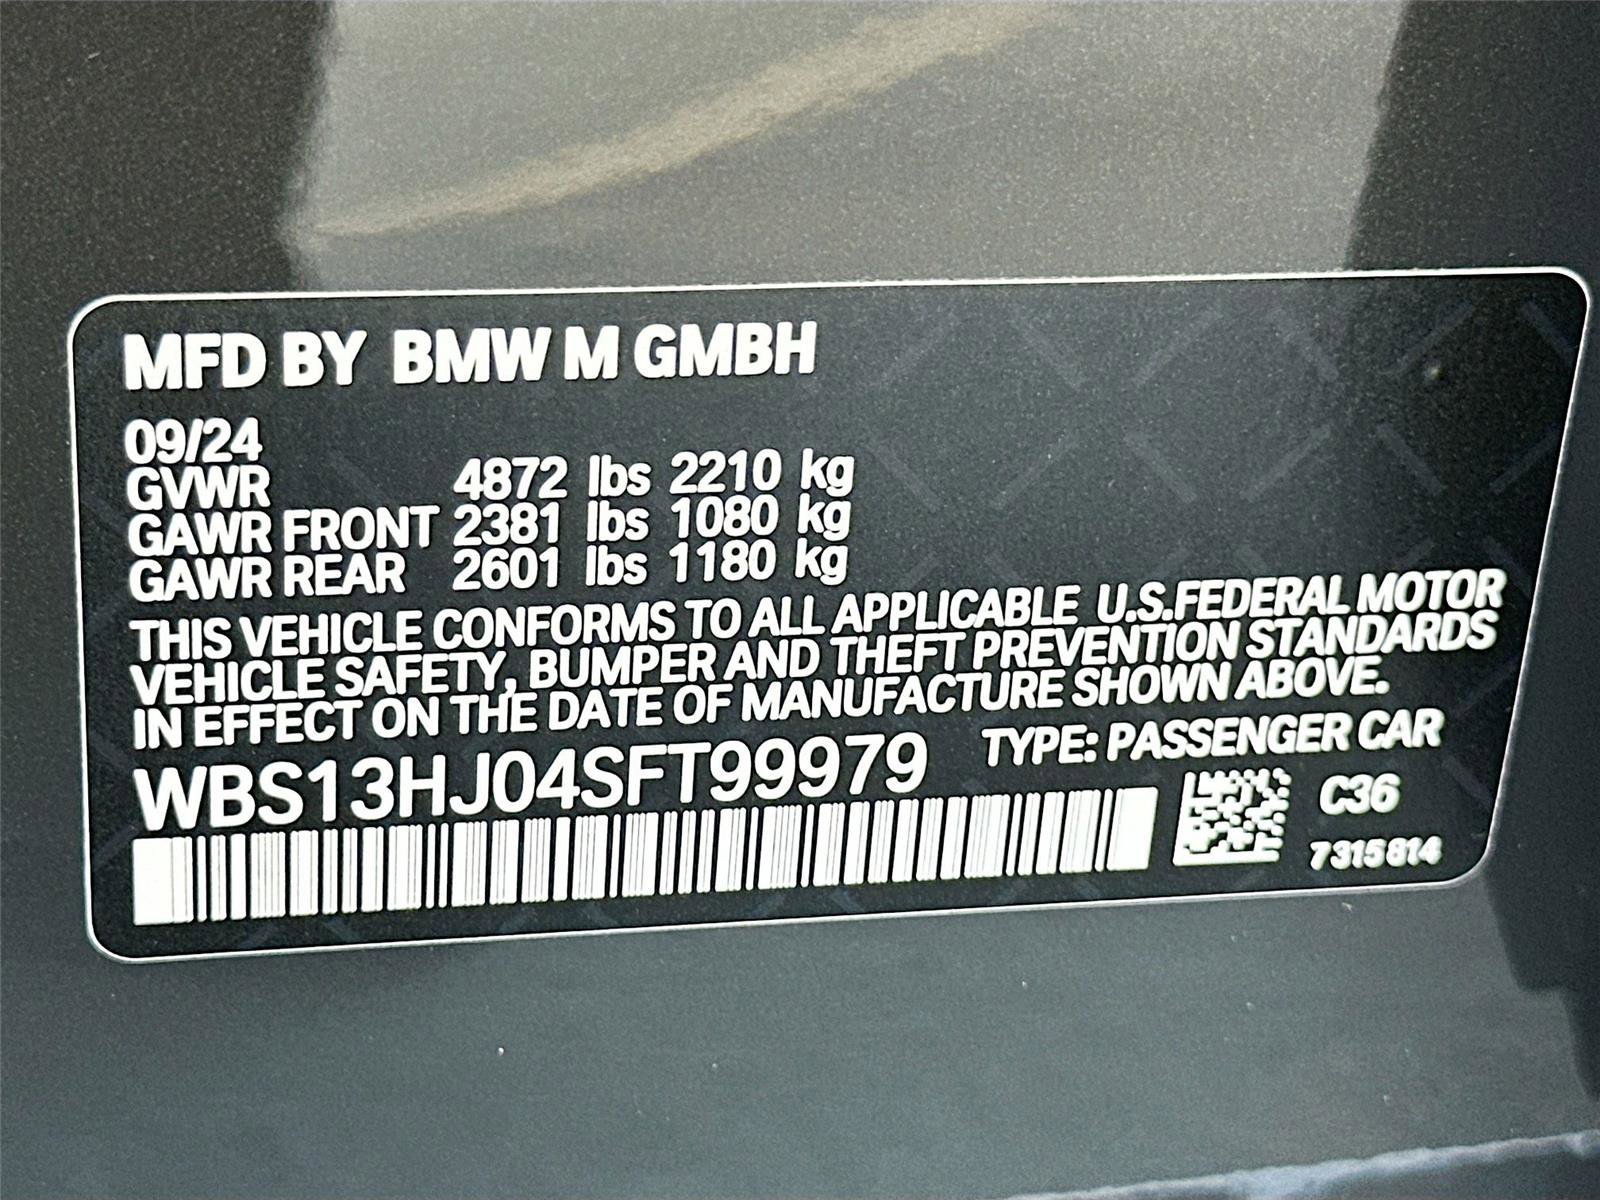 MFD BY BMW M GMBH
09/24
GVWR 4872 lbs 2210 kg
GAWR FRONT 2381 lbs 1080 kg
GAWR REAR 2601 lbs 1180 kg
THIS VEHICLE CONFORMS TO ALL APPLICABLE U.S.FEDERAL MOTOR
VEHICLE SAFETY, BUMPER AND THEFT PREVENTION STANDARDS
IN EFFECT ON THE DATE OF MANUFACTURE SHOWN ABOVE.
WBS13HJ04SFT99979 TYPE: PASSENGER CAR
C36
7315814